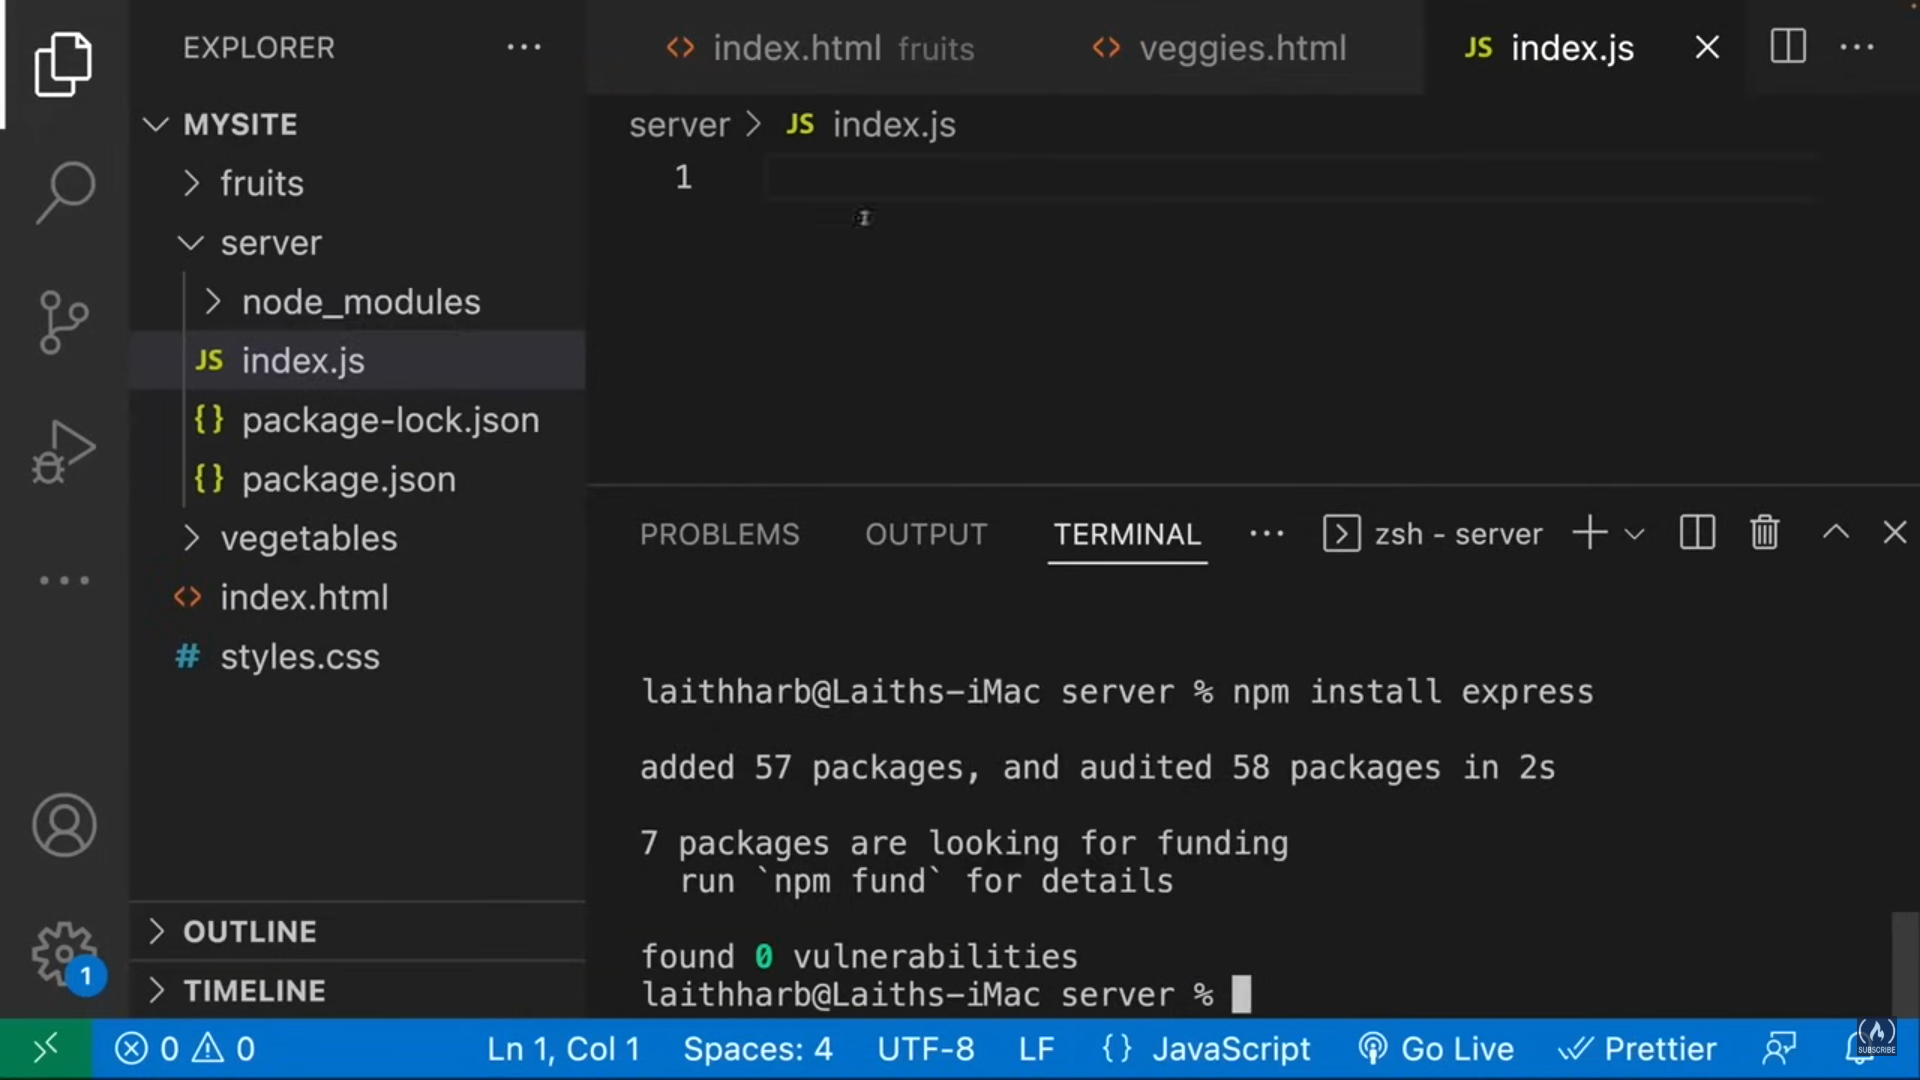 EXPLORER
index.html fruits
veggies.html
JS index.js
MYSITE
fruits
server
node_modules
JS index.js
{} package-lock.json
{} package.json
vegetables
<> index.html
# styles.css
OUTLINE
TIMELINE
server > JS index.js
1
PROBLEMS OUTPUT TERMINAL zsh - server
laithharb@Laiths-iMac server % npm install express
added 57 packages, and audited 58 packages in 2s
7 packages are looking for funding
run `npm fund` for details
found 0 vulnerabilities
laithharb@Laiths-iMac server %
1
0 0 Ln 1, Col 1 Spaces: 4 UTF-8 LF {} JavaScript Go Live Prettier
SUBSCRIBE